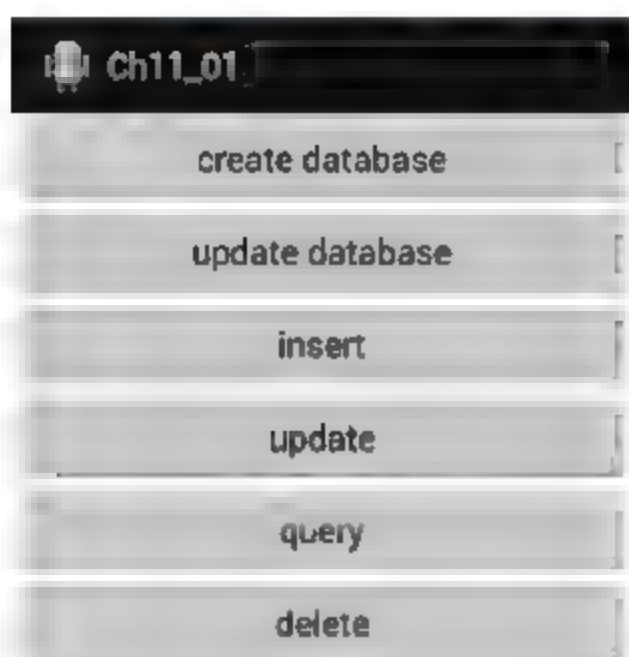 Ch11_01
create database
update database
insert
update
query
delete